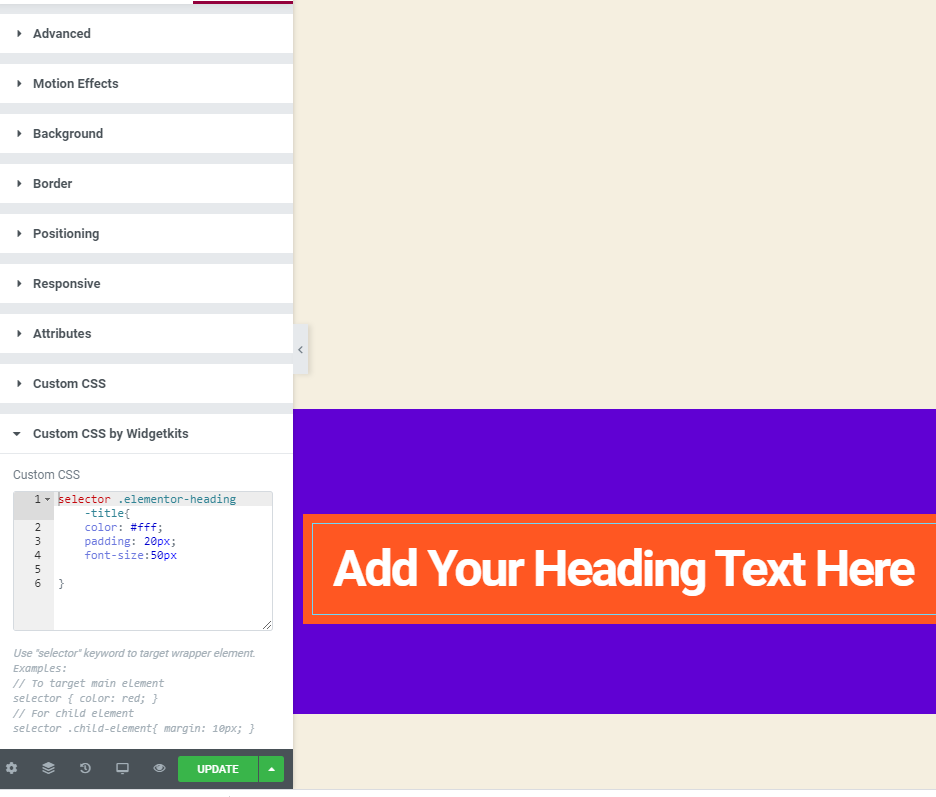 Advanced
Motion Effects
Background
Border
Positioning
Responsive
Attributes
Custom CSS
Custom CSS by Widgetkits
Custom CSS
1 selector .elementor-heading
-title{
2 color: #fff;
3 padding: 20px;
4 font-size:50px
5
6 }
Use "selector" keyword to target wrapper element.
Examples:
// To target main element
selector { color: red; }
// For child element
selector .child-element{ margin: 10px; }
UPDATE
Add Your Heading Text Here